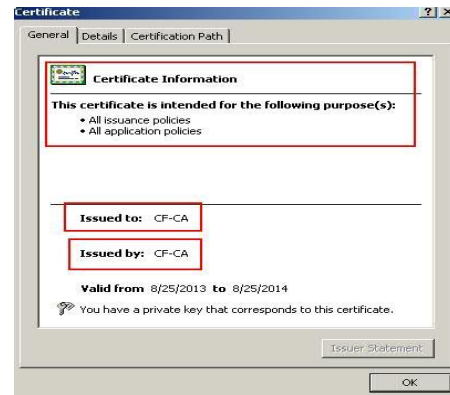 Certificate
General Details Certification Path
Certificate Information
This certificate is intended for the following purpose(s):
• All issuance policies
• All application policies
Issued to: CF-CA
Issued by: CF-CA
Valid from 8/25/2013 to 8/25/2014
You have a private key that corresponds to this certificate.
Issuer Statement
OK